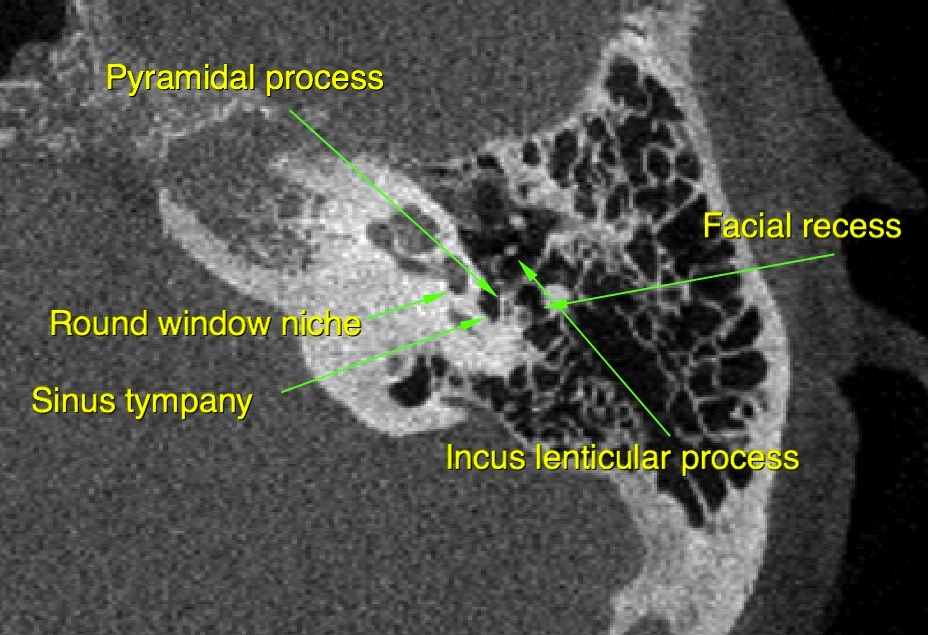 Pyramidal process
Facial recess
Round window niche
Sinus tympany
Incus lenticular process